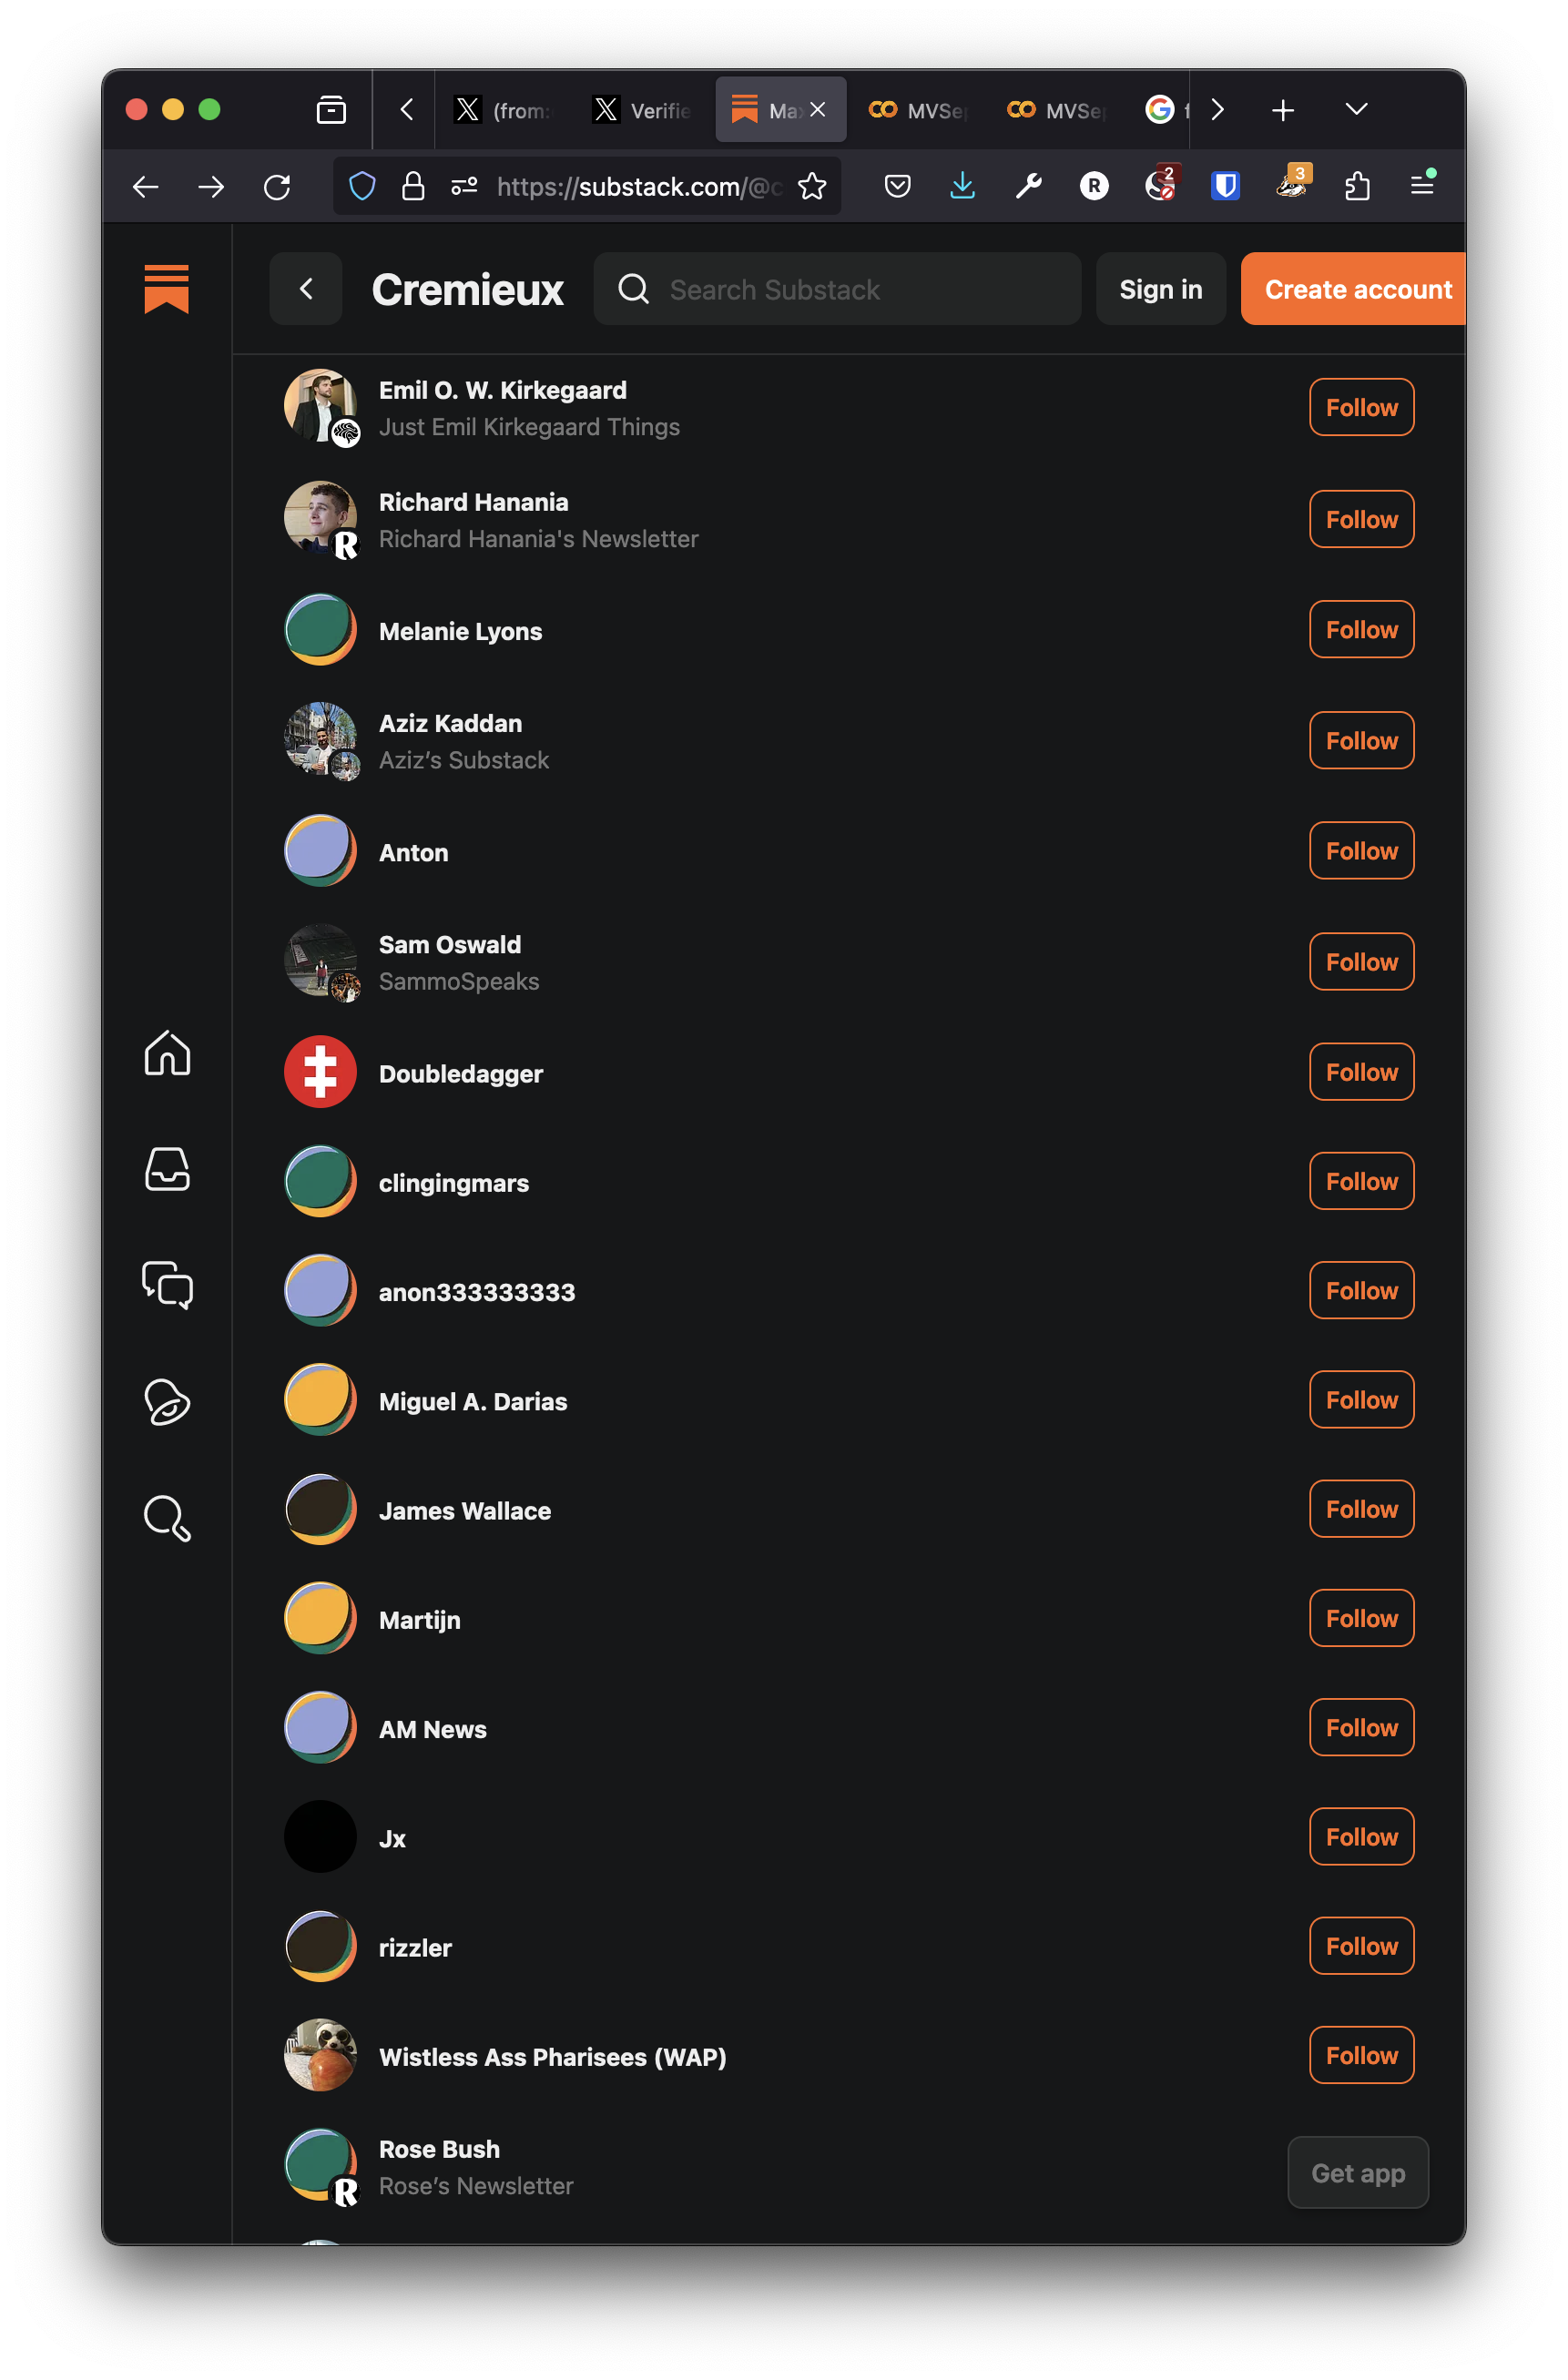 (from:
Verifie
Ma
MVSe
MVSe
https://substack.com/@c
R
2
3
Cremieux
Search Substack
Sign in
Create account
Emil O. W. Kirkegaard
Just Emil Kirkegaard Things
Follow
Richard Hanania
Richard Hanania's Newsletter
Follow
Melanie Lyons
Follow
Aziz Kaddan
Aziz’s Substack
Follow
Anton
Follow
Sam Oswald
SammoSpeaks
Follow
Doubledagger
Follow
clingingmars
Follow
anon333333333
Follow
Miguel A. Darias
Follow
James Wallace
Follow
Martijn
Follow
AM News
Follow
Jx
Follow
rizzler
Follow
Wistless Ass Pharisees (WAP)
Follow
Rose Bush
Rose’s Newsletter
Get app